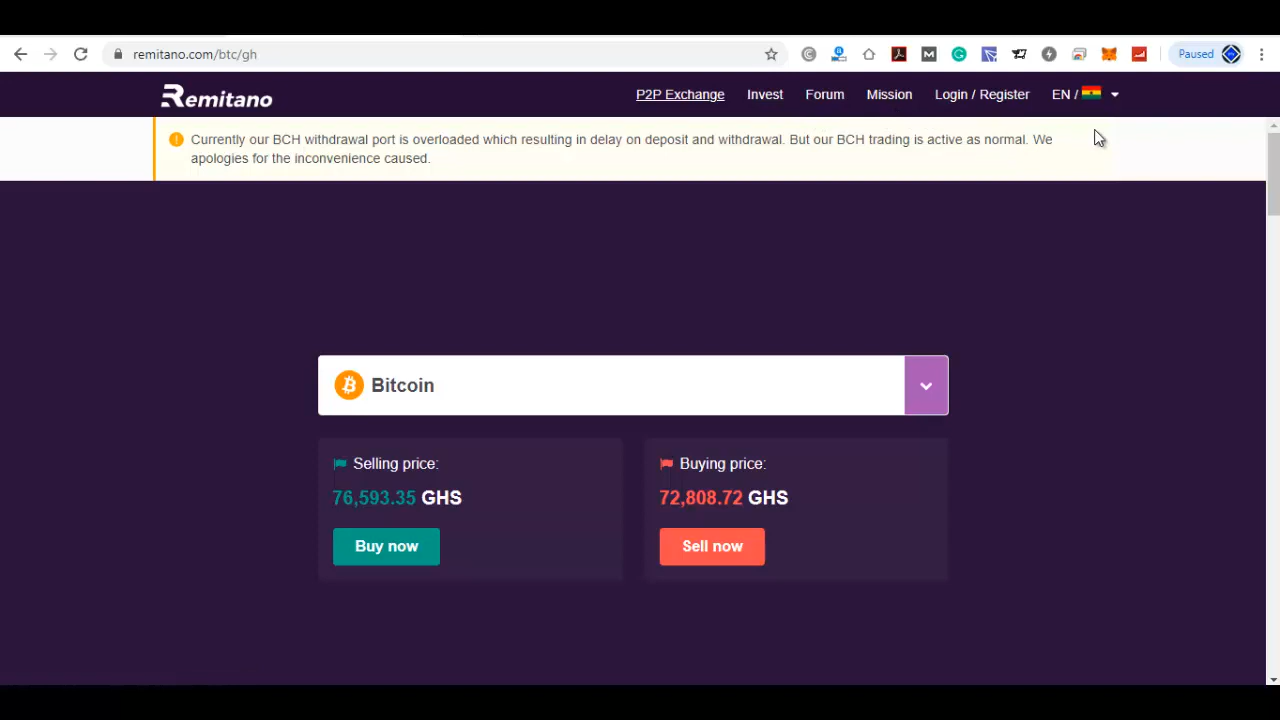 remitano.com/btc/gh
Paused
Remitano
P2P Exchange Invest Forum Mission Login / Register EN /
Currently our BCH withdrawal port is overloaded which resulting in delay on deposit and withdrawal. But our BCH trading is active as normal. We
apologies for the inconvenience caused.
Bitcoin
Selling price:
76,593.35 GHS
Buy now
Buying price:
72,808.72 GHS
Sell now